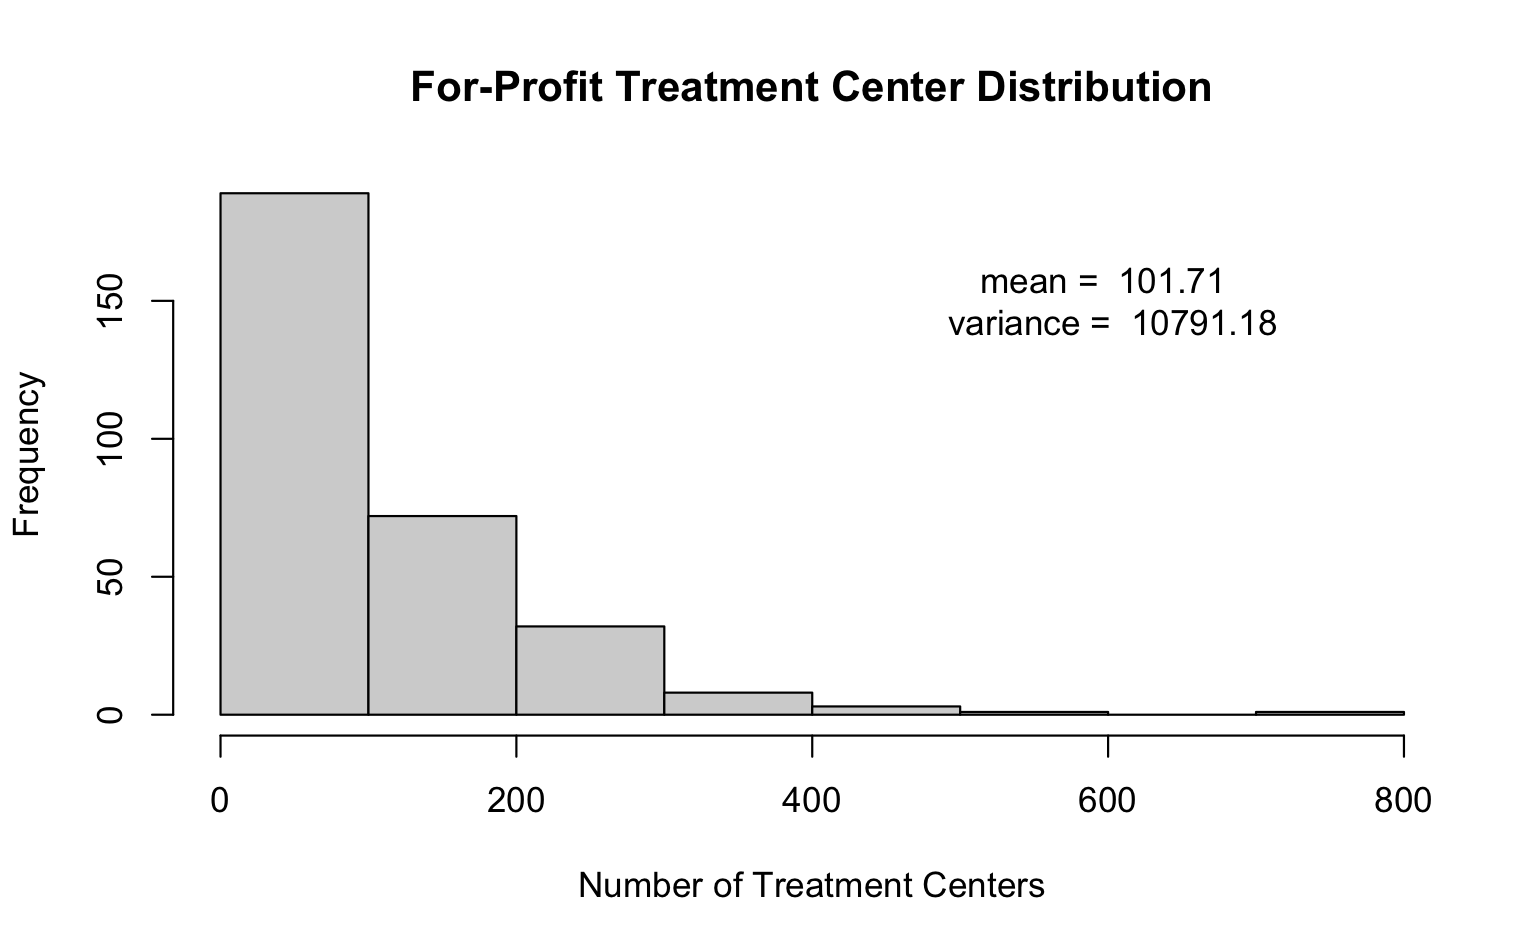 For-Profit Treatment Center Distribution
mean = 101.71
variance = 10791.18
Frequency
150
100
50
0
0 200 400 600 800
Number of Treatment Centers